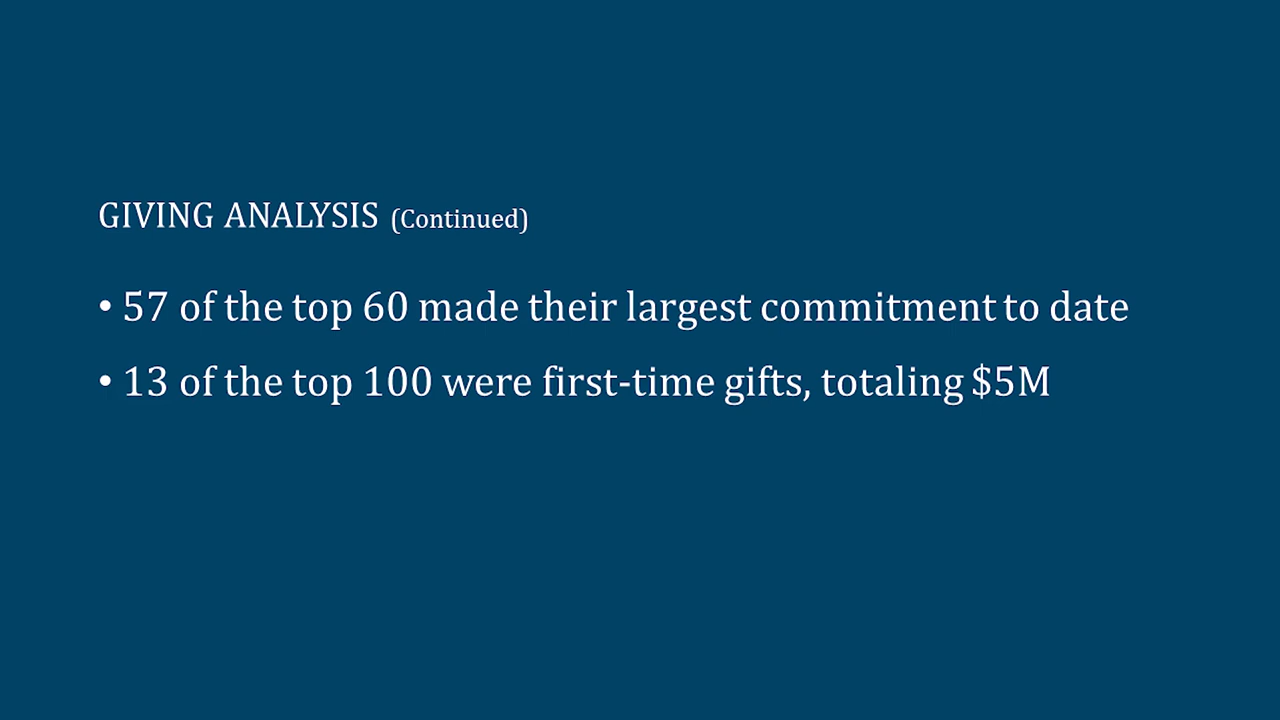 GIVING ANALYSIS (Continued)
• 57 of the top 60 made their largest commitment to date
• 13 of the top 100 were first-time gifts, totaling $5M